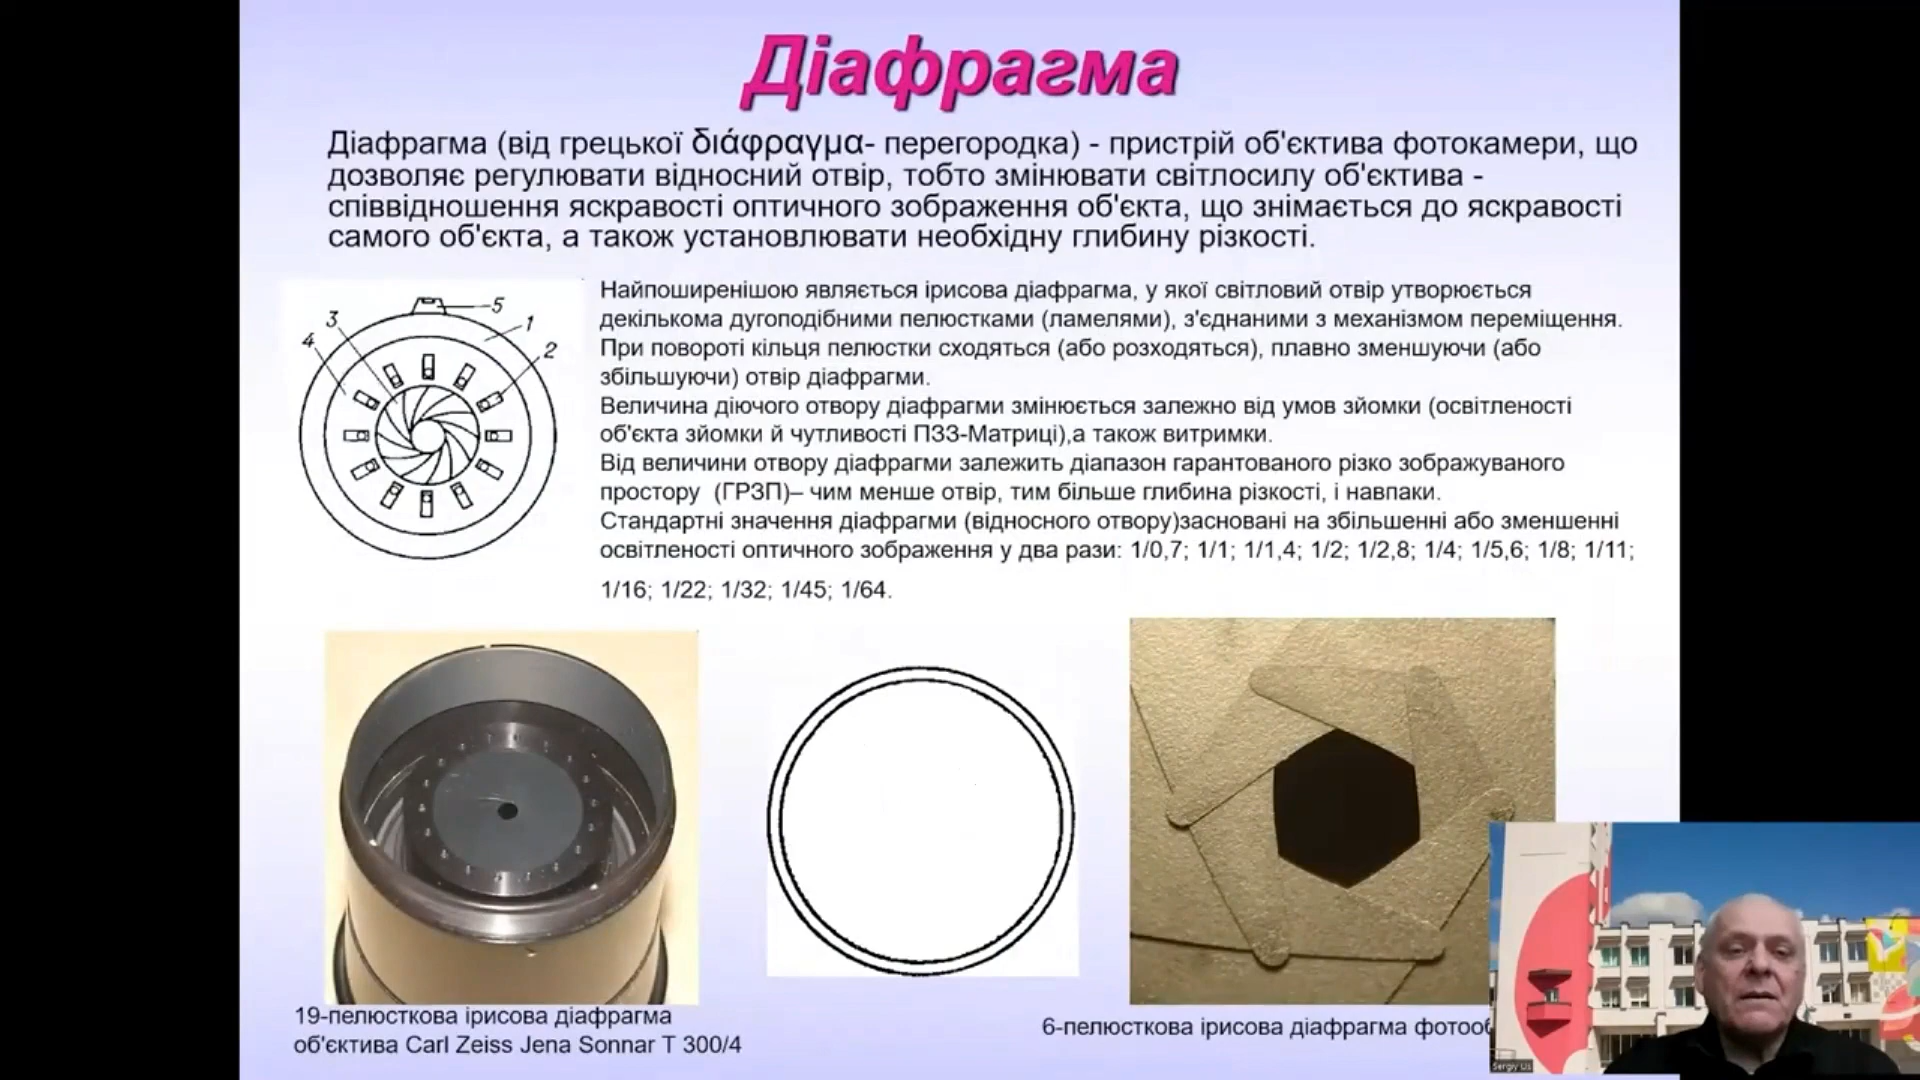 Діафрагма
Діафрагма (від грецької διάφραγμα- перегородка) - пристрій об'єктива фотокамери, що
дозволяє регулювати відносний отвір, тобто змінювати світлосилу об'єктива -
співвідношення яскравості оптичного зображення об'єкта, що знімається до яскравості
самого об'єкта, а також установлювати необхідну глибину різкості.
5
3
1
4
2
Найпоширенішою являється ірисова діафрагма, у якої світловий отвір утворюється
декількома дугоподібними пелюстками (ламелями), з'єднаними з механізмом переміщення.
При повороті кільця пелюстки сходяться (або розходяться), плавно зменшуючи (або
збільшуючи) отвір діафрагми.
Величина діючого отвору діафрагми змінюється залежно від умов зйомки (освітленості
об'єкта зйомки й чутливості ПЗЗ-Матриці),а також витримки.
Від величини отвору діафрагми залежить діапазон гарантованого різко зображуваного
простору (ГРЗП)– чим менше отвір, тим більше глибина різкості, і навпаки.
Стандартні значення діафрагми (відносного отвору)засновані на збільшенні або зменшенні
освітленості оптичного зображення у два рази: 1/0,7; 1/1; 1/1,4; 1/2; 1/2,8; 1/4; 1/5,6; 1/8; 1/11;
1/16; 1/22; 1/32; 1/45; 1/64.
19-пелюсткова ірисова діафрагма
об'єктива Carl Zeiss Jena Sonnar T 300/4
6-пелюсткова ірисова діафрагма
Sergiy Us